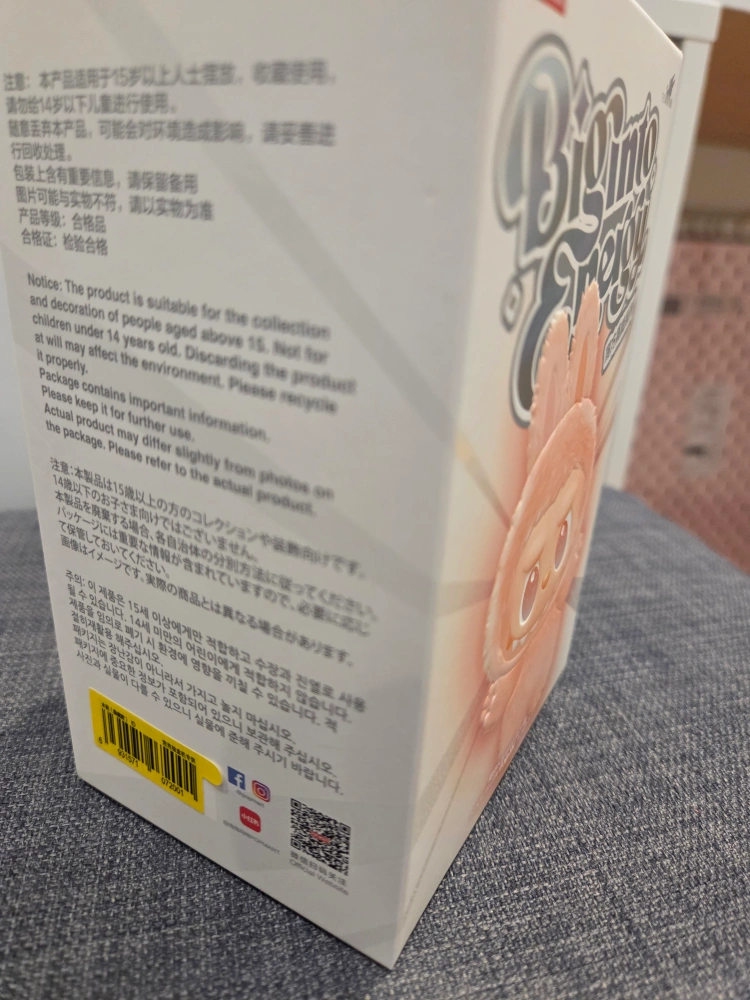 注意：本产品适用于15岁以上人士摆放、收藏使用。
请勿给14岁以下儿童进行使用。
随意丢弃本产品，可能会对环境造成影响，请妥善进
行回收处理。
包装上含有重要信息，请保留备用
图片可能与实物不符，请以实物为准
产品等级：合格品
合格证：检验合格
Notice: The product is suitable for the collection
and decoration of people aged above 15. Not for
children under 14 years old. Discarding the product
at will may affect the environment. Please recycle
it properly.
Package contains important information.
Please keep it for further use.
Actual product may differ slightly from photos on
the package. Please refer to the actual product.
注意：本製品は15歳以上の方のコレクションや装飾向けです。
14歳以下のお子さま向けではございません。
本製品を廃棄する場合、各自治体の分別方法に従ってください。
パッケージには重要な情報が含まれていますので、必要に応じ
て保管しておいてください。
画像はイメージです、実際の商品とは異なる場合があります。
주의: 이 제품은 15세 이상에게만 적합하고 수장과 진열로 사용
될 수 있습니다. 14세 미만의 어린이에게 적합하지 않습니다.
제품을 임의로 폐기 시 환경에 영향을 끼칠 수 있습니다. 적
절히재활용 해주십시오.
패키지는 장난감이 아니라서 가지고 놀지 마십시오.
패키지에 중요한 정보가 포함되어 있으니 보관해 주십시오.
사진과 실물이 다를 수 있으니 실물에 준해 주시기 바랍니다.
6 931571 072001
小红书
Official Website
Big into
Energy